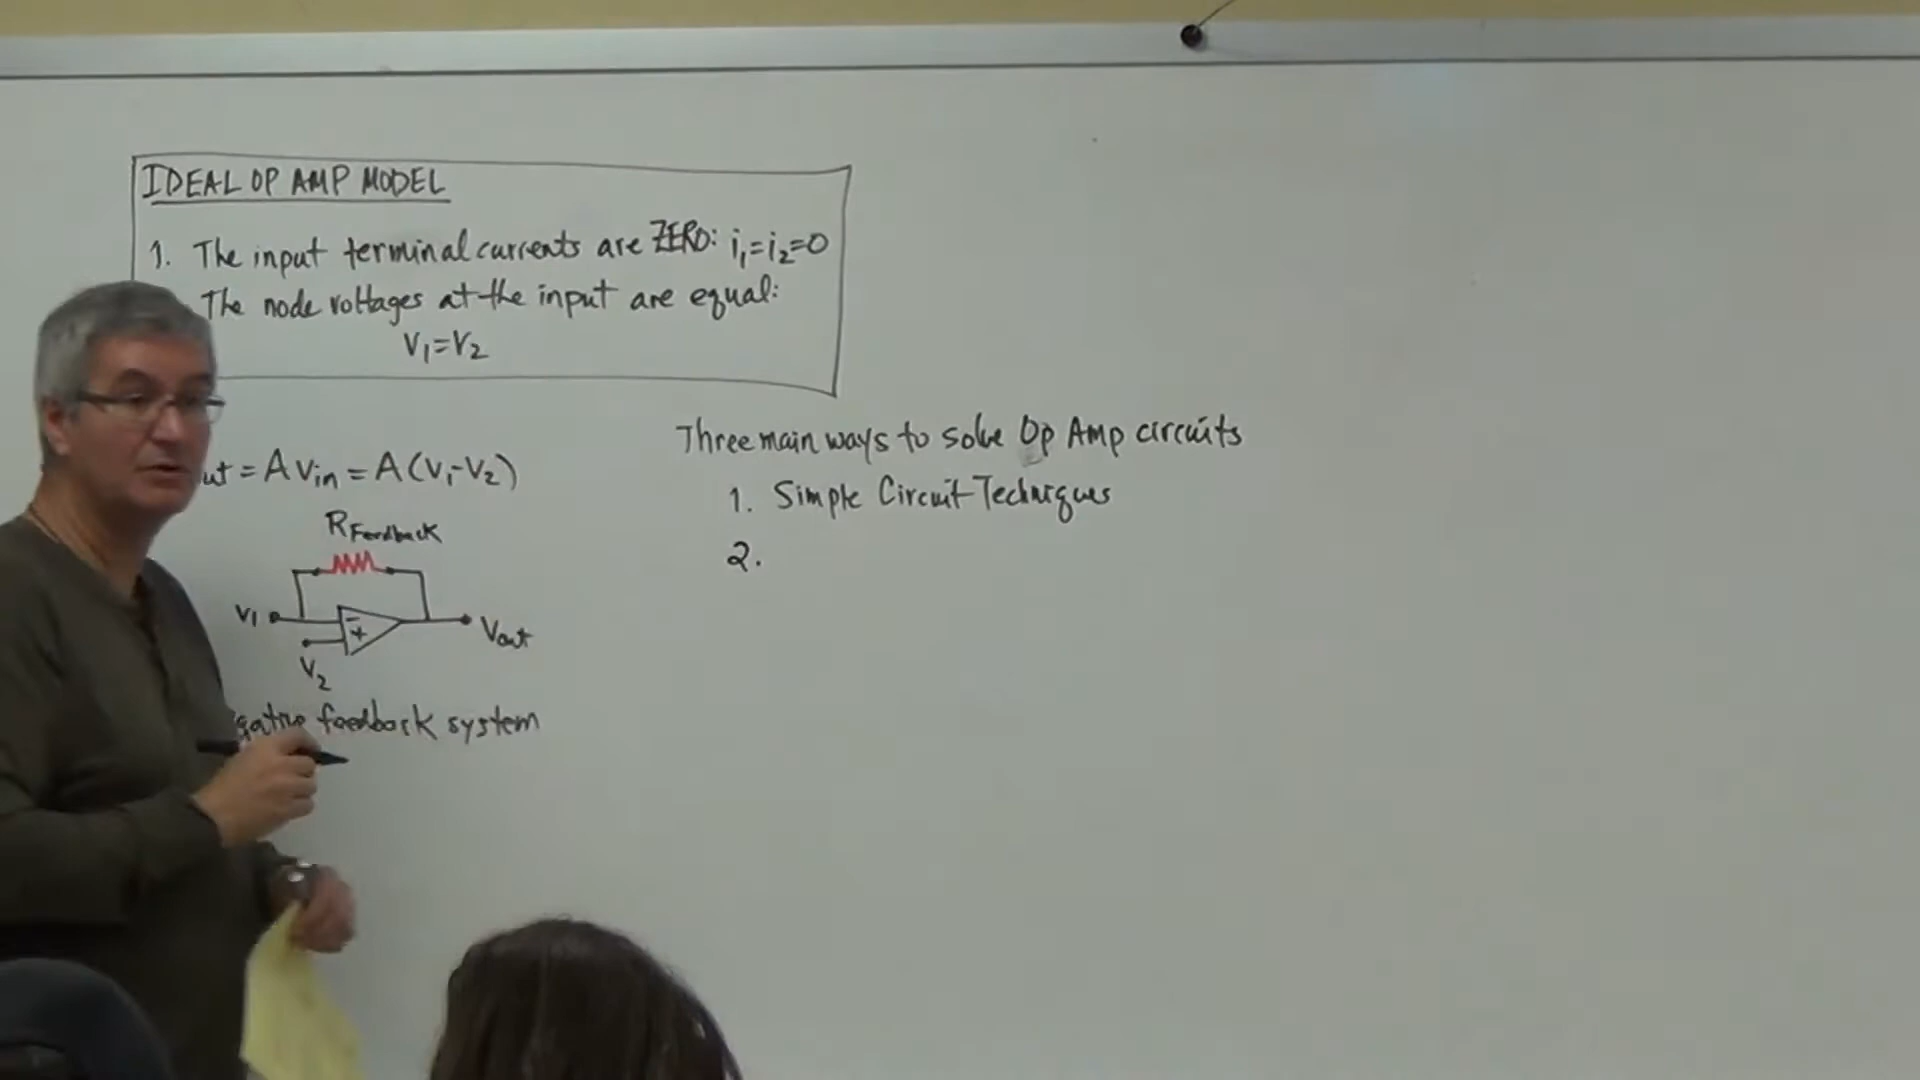 IDEAL OP AMP MODEL
1. The input terminal currents are ZERO: i₁=i₂=0
The node voltages at the input are equal:
V₁=V₂
ut = A Vin = A(V₁-V₂)
RFeedback
V₁
-
+
Vout
V₂
gative feedback system
Three main ways to solve Op Amp circuits
1. Simple Circuit Techniques
2.